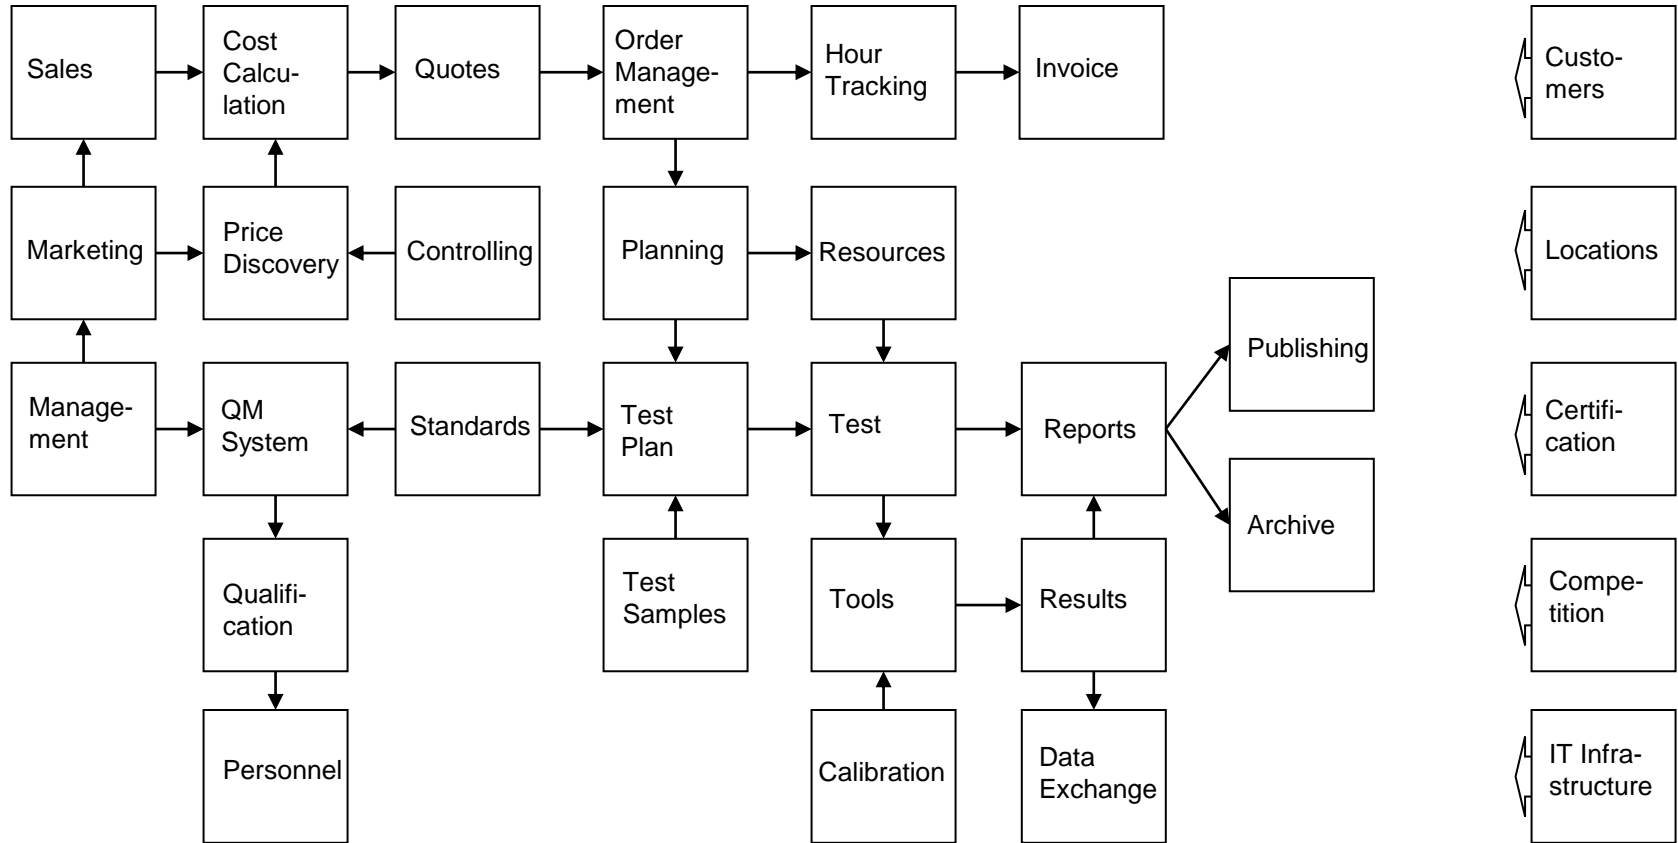 Sales
Cost
Calcu-
lation
Quotes
Order
Manage-
ment
Hour
Tracking
Invoice
Custo-
mers
Marketing
Price
Discovery
Controlling
Planning
Resources
Locations
Publishing
Manage-
ment
QM
System
Standards
Test
Plan
Test
Reports
Certifi-
cation
Archive
Qualifi-
cation
Test
Samples
Tools
Results
Compe-
tition
Personnel
Calibration
Data
Exchange
IT Infra-
structure